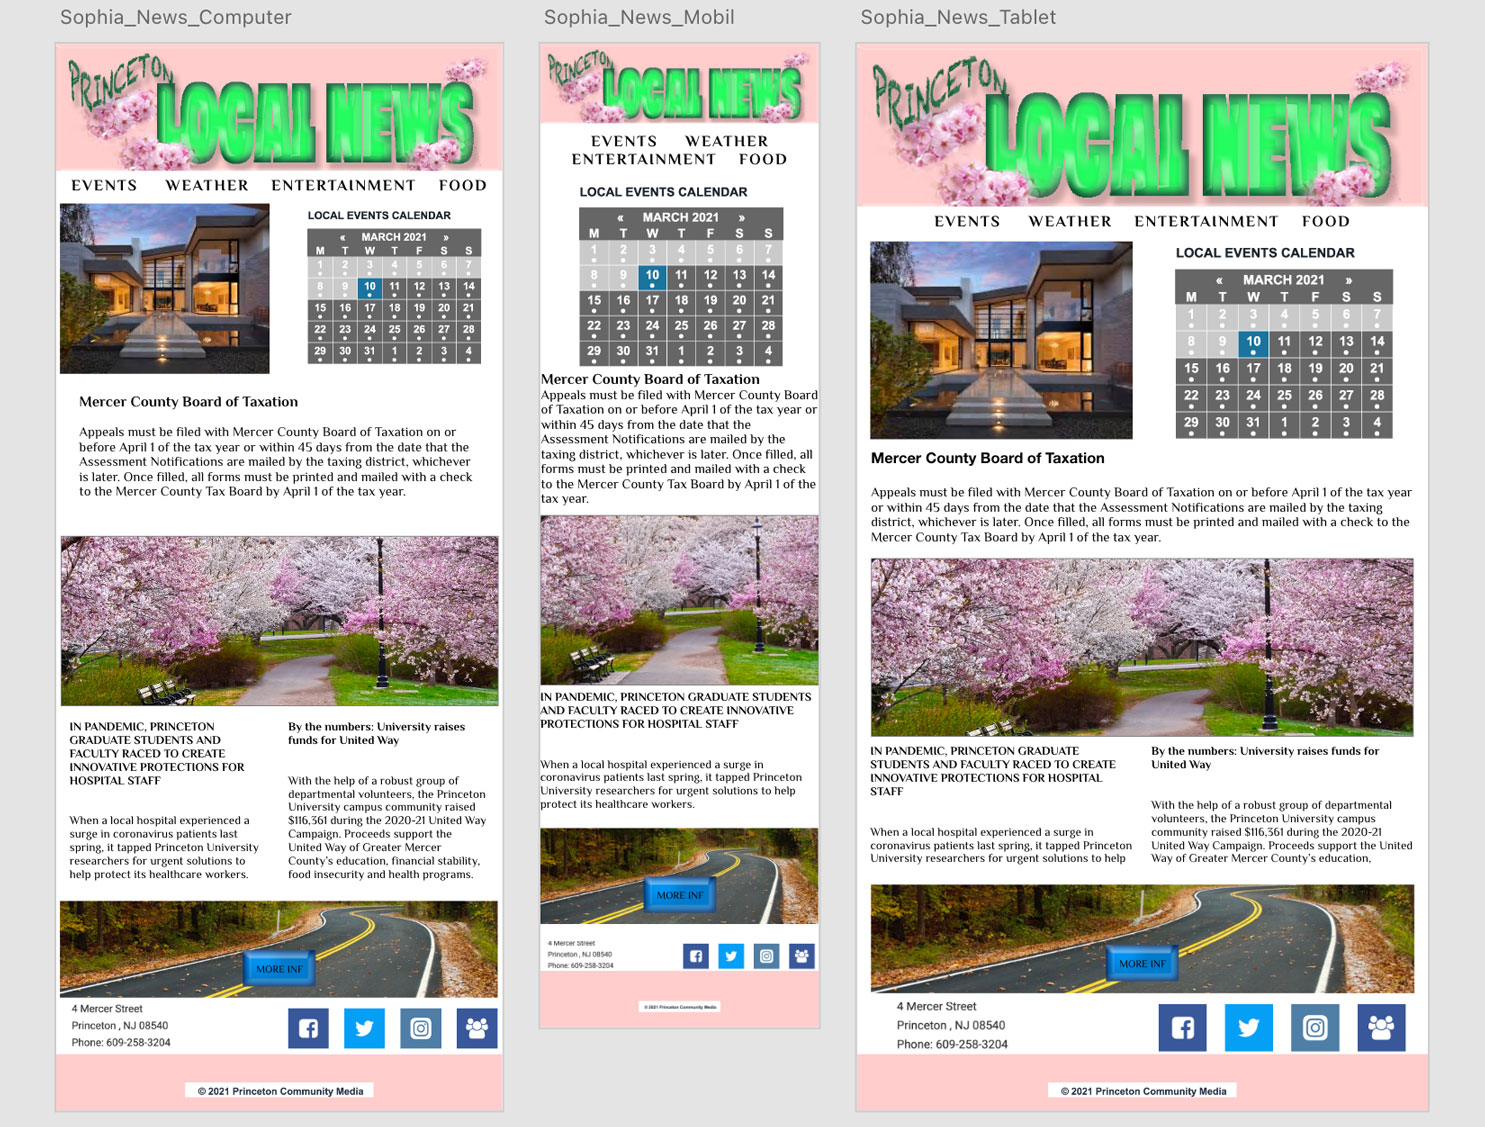 Sophia_News_Computer
PRINCETON
LOCAL NEWS
EVENTS WEATHER ENTERTAINMENT FOOD
LOCAL EVENTS CALENDAR
« MARCH 2021 »
M T W T F S S
1 2 3 4 5 6 7
8 9 10 11 12 13 14
15 16 17 18 19 20 21
22 23 24 25 26 27 28
29 30 31 1 2 3 4
Mercer County Board of Taxation
Appeals must be filed with Mercer County Board of Taxation on or
before April 1 of the tax year or within 45 days from the date that the
Assessment Notifications are mailed by the taxing district, whichever
is later. Once filled, all forms must be printed and mailed with a check
to the Mercer County Tax Board by April 1 of the tax year.
IN PANDEMIC, PRINCETON
GRADUATE STUDENTS AND
FACULTY RACED TO CREATE
INNOVATIVE PROTECTIONS FOR
HOSPITAL STAFF
When a local hospital experienced a
surge in coronavirus patients last
spring, it tapped Princeton University
researchers for urgent solutions to
help protect its healthcare workers.
By the numbers: University raises
funds for United Way
With the help of a robust group of
departmental volunteers, the Princeton
University campus community raised
$116,361 during the 2020-21 United Way
Campaign. Proceeds support the
United Way of Greater Mercer
County's education, financial stability,
food insecurity and health programs.
MORE INF
4 Mercer Street
Princeton , NJ 08540
Phone: 609-258-3204
© 2021 Princeton Community Media
Sophia_News_Mobil
PRINCETON
LOCAL NEWS
EVENTS WEATHER
ENTERTAINMENT FOOD
LOCAL EVENTS CALENDAR
« MARCH 2021 »
M T W T F S S
1 2 3 4 5 6 7
8 9 10 11 12 13 14
15 16 17 18 19 20 21
22 23 24 25 26 27 28
29 30 31 1 2 3 4
Mercer County Board of Taxation
Appeals must be filed with Mercer County Board
of Taxation on or before April 1 of the tax year or
within 45 days from the date that the
Assessment Notifications are mailed by the
taxing district, whichever is later. Once filled, all
forms must be printed and mailed with a check
to the Mercer County Tax Board by April 1 of the
tax year.
IN PANDEMIC, PRINCETON GRADUATE STUDENTS
AND FACULTY RACED TO CREATE INNOVATIVE
PROTECTIONS FOR HOSPITAL STAFF
When a local hospital experienced a surge in
coronavirus patients last spring, it tapped Princeton
University researchers for urgent solutions to help
protect its healthcare workers.
MORE INF
4 Mercer Street
Princeton , NJ 08540
Phone: 609-258-3204
© 2021 Princeton Community Media
Sophia_News_Tablet
PRINCETON
LOCAL NEWS
EVENTS WEATHER ENTERTAINMENT FOOD
LOCAL EVENTS CALENDAR
« MARCH 2021 »
M T W T F S S
1 2 3 4 5 6 7
8 9 10 11 12 13 14
15 16 17 18 19 20 21
22 23 24 25 26 27 28
29 30 31 1 2 3 4
Mercer County Board of Taxation
Appeals must be filed with Mercer County Board of Taxation on or before April 1 of the tax year
or within 45 days from the date that the Assessment Notifications are mailed by the taxing
district, whichever is later. Once filled, all forms must be printed and mailed with a check to the
Mercer County Tax Board by April 1 of the tax year.
IN PANDEMIC, PRINCETON GRADUATE
STUDENTS AND FACULTY RACED TO CREATE
INNOVATIVE PROTECTIONS FOR HOSPITAL
STAFF
When a local hospital experienced a surge in
coronavirus patients last spring, it tapped Princeton
University researchers for urgent solutions to help
By the numbers: University raises funds for
United Way
With the help of a robust group of departmental
volunteers, the Princeton University campus
community raised $116,361 during the 2020-21
United Way Campaign. Proceeds support the United
Way of Greater Mercer County's education,
MORE INF
4 Mercer Street
Princeton , NJ 08540
Phone: 609-258-3204
© 2021 Princeton Community Media